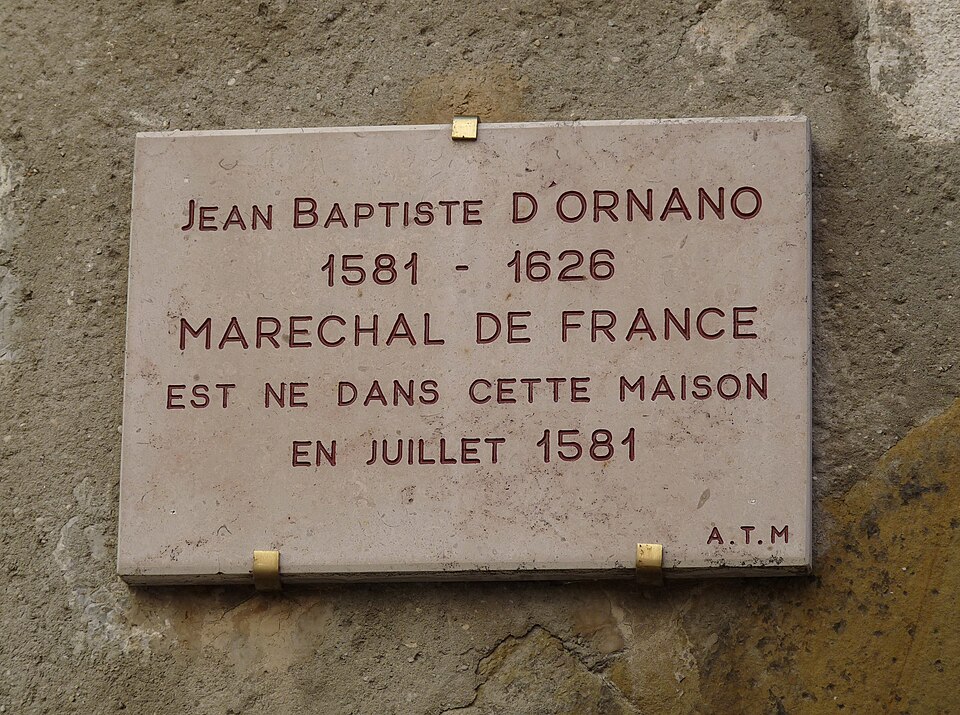 JEAN BAPTISTE D ORNANO
1581 - 1626
MARECHAL DE FRANCE
EST NE DANS CETTE MAISON
EN JUILLET 1581
A.T.M